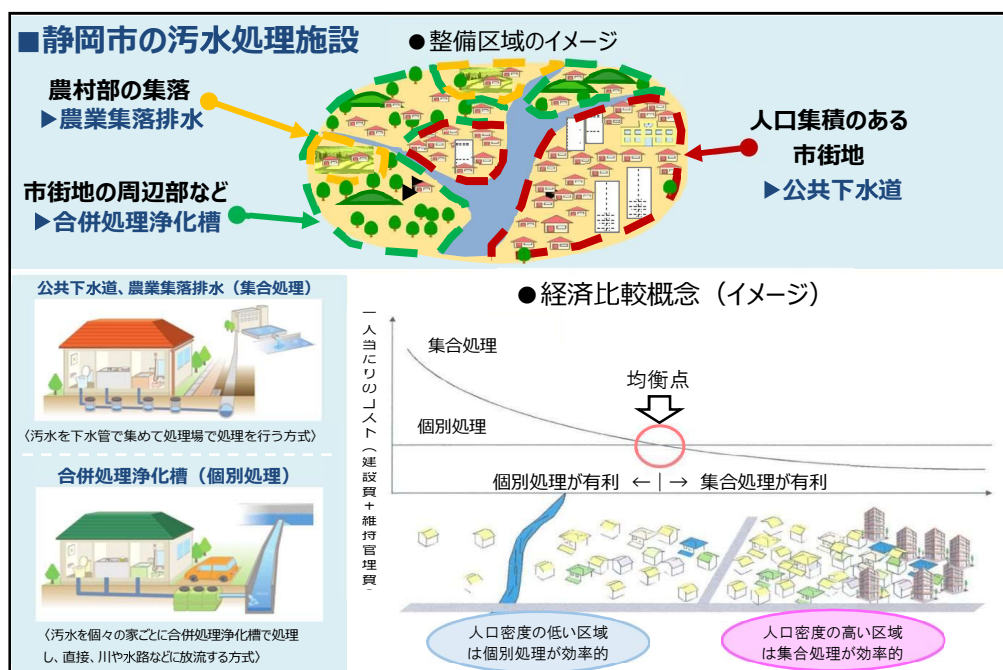 ■静岡市の汚水処理施設
●整備区域のイメージ
農村部の集落
▶農業集落排水
市街地の周辺部など
▶合併処理浄化槽
人口集積のある
市街地
▶公共下水道
公共下水道、農業集落排水（集合処理）
〈汚水を下水管で集めて処理場で処理を行う方式〉
合併処理浄化槽（個別処理）
〈汚水を個々の家ごとに合併処理浄化槽で処理
し、直接、川や水路などに放流する方式〉
●経済比較概念（イメージ）
一人当たりのコスト（建設費＋維持管理費）
集合処理
均衡点
個別処理
個別処理が有利 ←｜→ 集合処理が有利
人口密度の低い区域
は個別処理が効率的
人口密度の高い区域
は集合処理が効率的